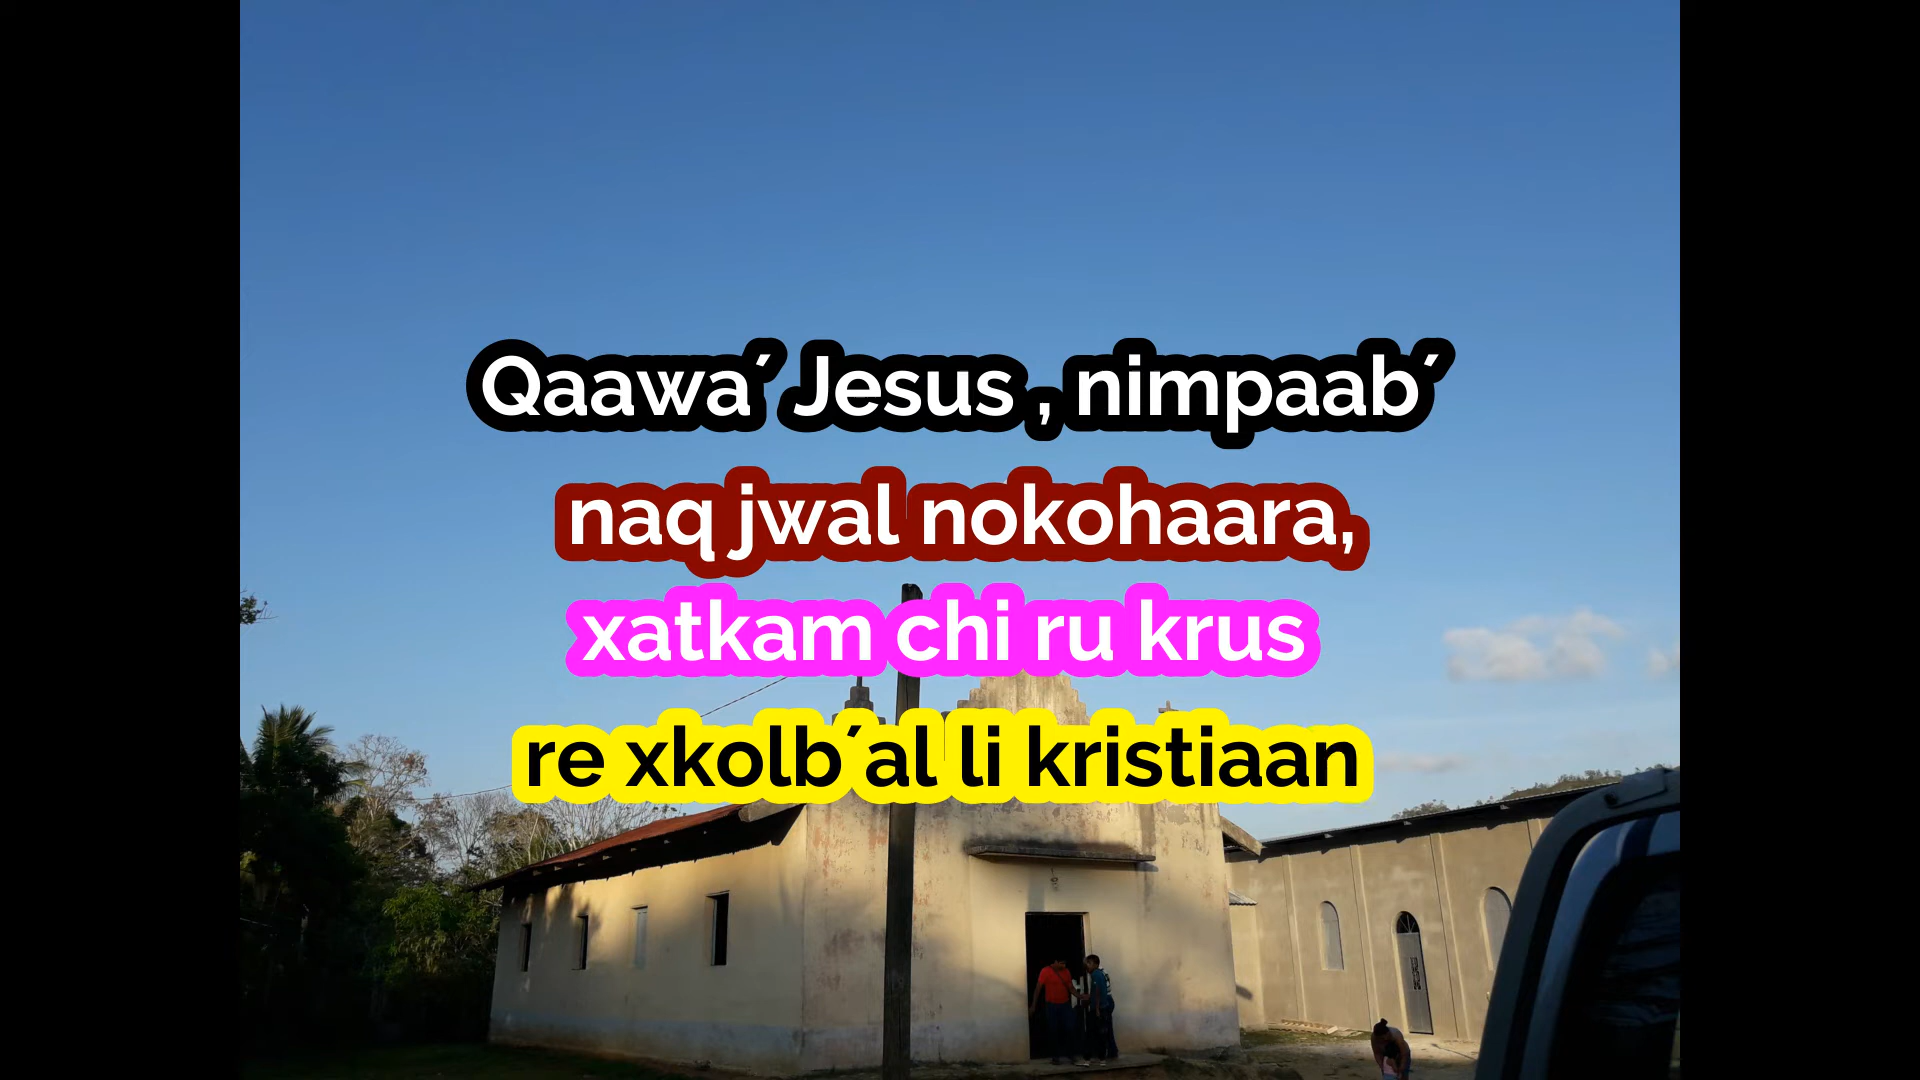 Qaawa´ Jesus , nimpaab´
naq jwal nokohaara,
xatkam chi ru krus
re xkolb´al li kristiaan